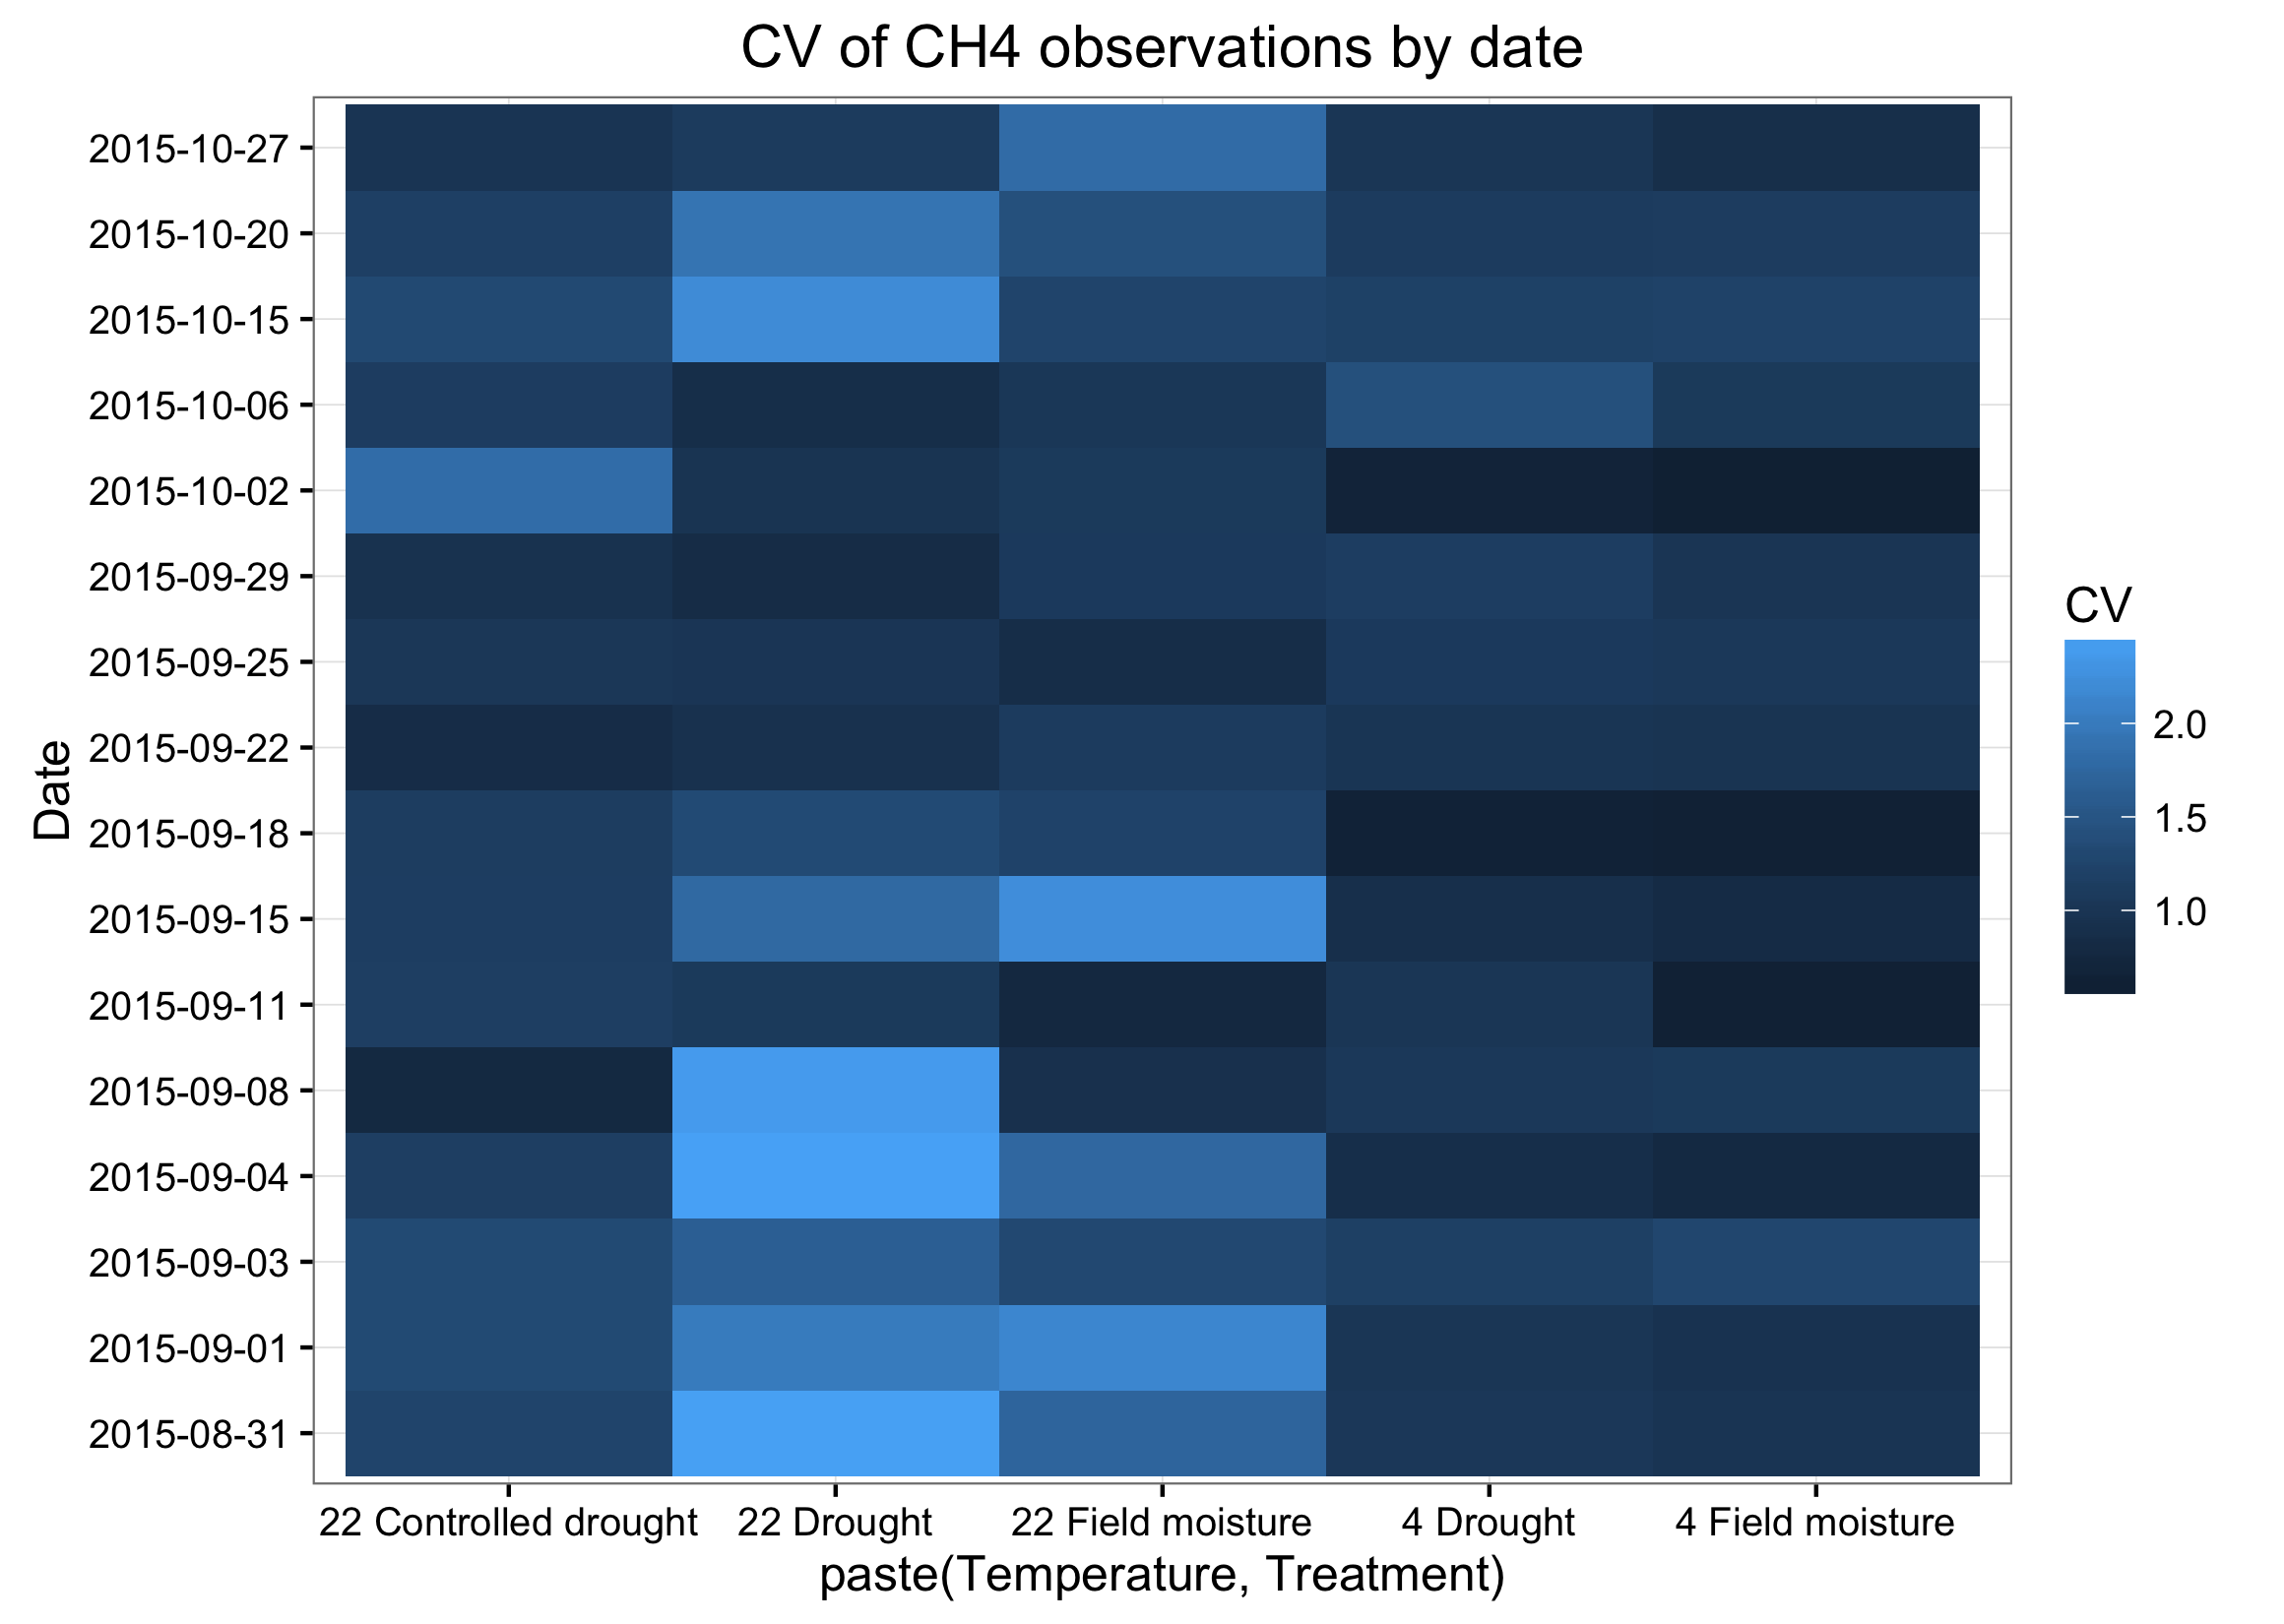 CV of CH4 observations by date
Date
2015-10-27
2015-10-20
2015-10-15
2015-10-06
2015-10-02
2015-09-29
2015-09-25
2015-09-22
2015-09-18
2015-09-15
2015-09-11
2015-09-08
2015-09-04
2015-09-03
2015-09-01
2015-08-31
22 Controlled drought
22 Drought
22 Field moisture
4 Drought
4 Field moisture
paste(Temperature, Treatment)
CV
2.0
1.5
1.0